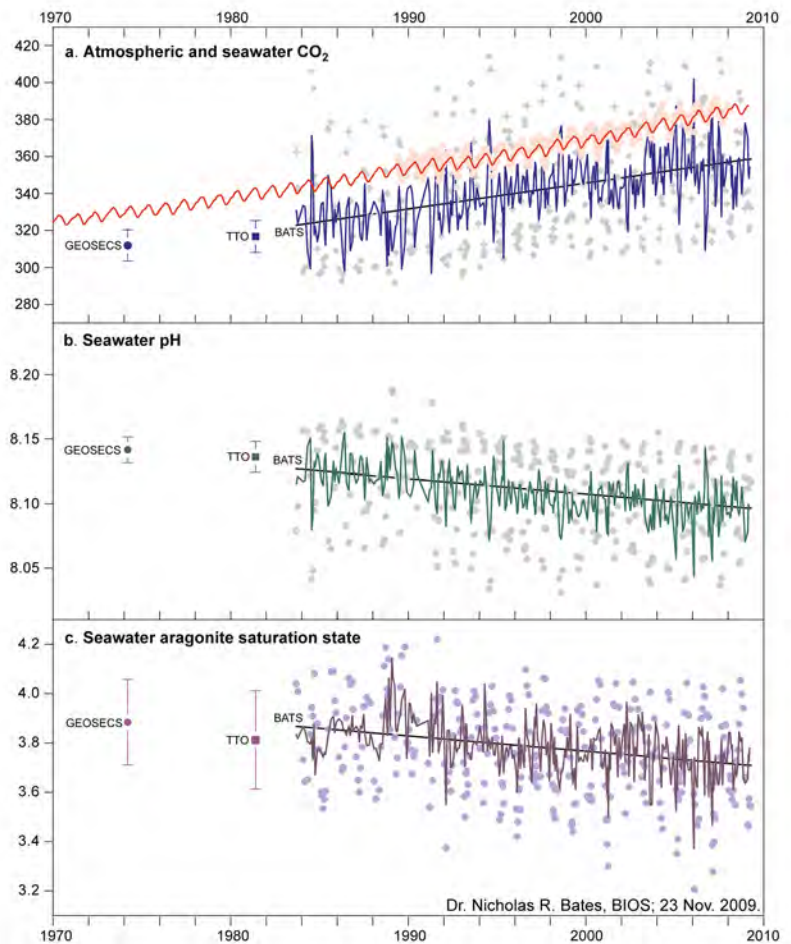 1970 1980 1990 2000 2010
a. Atmospheric and seawater CO₂
420
400
380
360
340
320
300
280
GEOSECS
TTO
BATS
b. Seawater pH
8.20
8.15
8.10
8.05
GEOSECS
TTO
BATS
c. Seawater aragonite saturation state
4.2
4.0
3.8
3.6
3.4
3.2
GEOSECS
TTO
BATS
Dr. Nicholas R. Bates, BIOS; 23 Nov. 2009.
1970 1980 1990 2000 2010